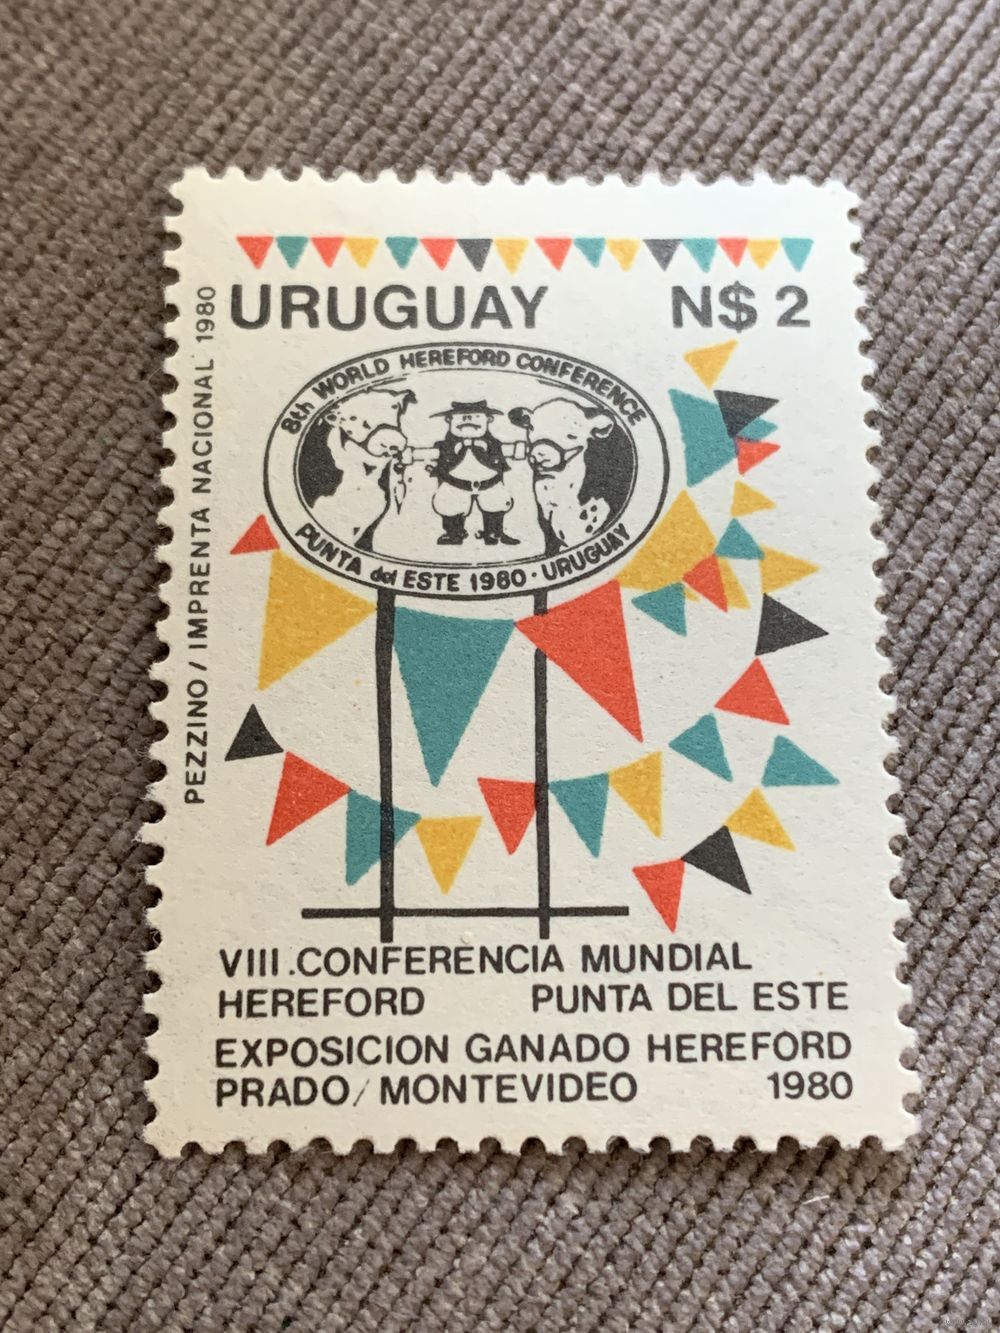 URUGUAY N$ 2
8th WORLD HEREFORD CONFERENCE
PUNTA del ESTE 1980 · URUGUAY
PEZZINO / IMPRENTA NACIONAL 1980
VIII.CONFERENCIA MUNDIAL
HEREFORD PUNTA DEL ESTE
EXPOSICION GANADO HEREFORD
PRADO/MONTEVIDEO 1980